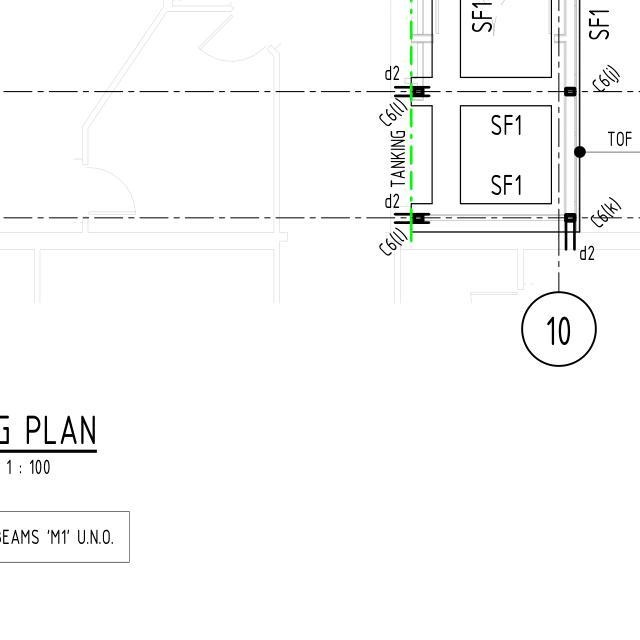 SF1
SF1
d2
C6(j)
C6(l)
SF1
TOF
TANKING
SF1
d2
C6(k)
C6(l)
d2
10
G PLAN
1 : 100
BEAMS 'M1' U.N.O.